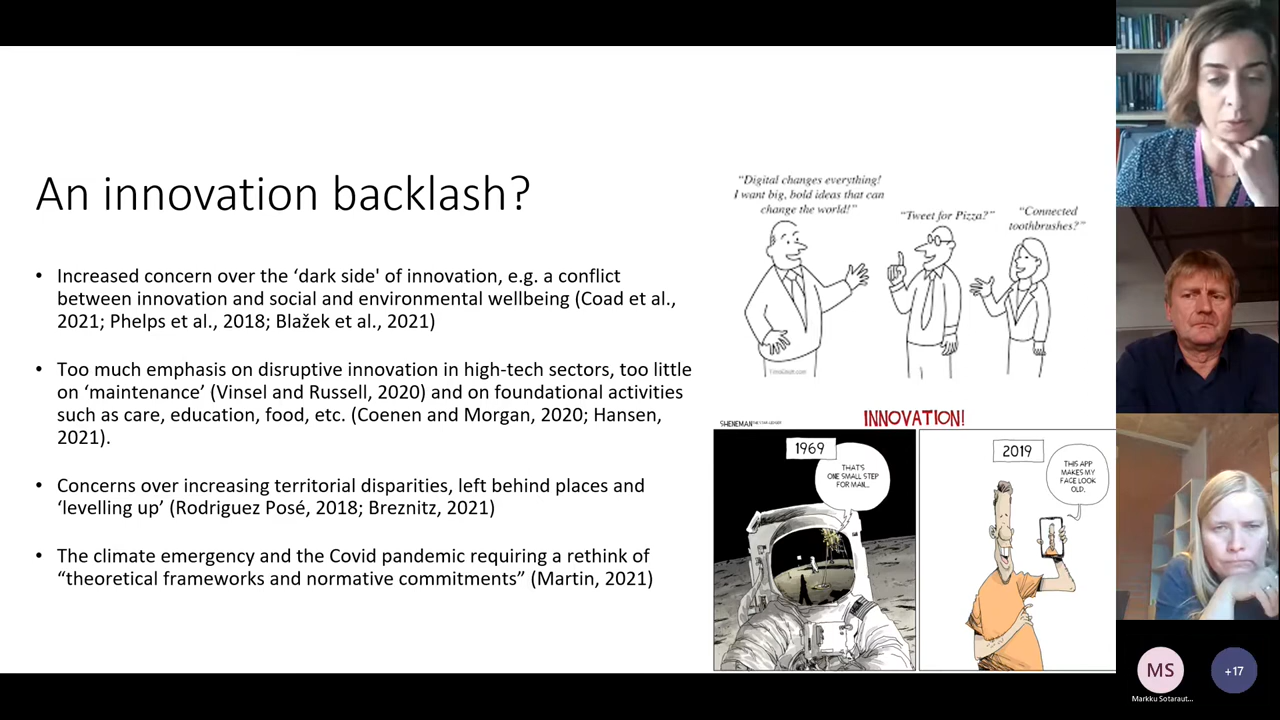 An innovation backlash?
• Increased concern over the ‘dark side' of innovation, e.g. a conflict
between innovation and social and environmental wellbeing (Coad et al.,
2021; Phelps et al., 2018; Blažek et al., 2021)
• Too much emphasis on disruptive innovation in high-tech sectors, too little
on ‘maintenance’ (Vinsel and Russell, 2020) and on foundational activities
such as care, education, food, etc. (Coenen and Morgan, 2020; Hansen,
2021).
• Concerns over increasing territorial disparities, left behind places and
‘levelling up’ (Rodriguez Posé, 2018; Breznitz, 2021)
• The climate emergency and the Covid pandemic requiring a rethink of
“theoretical frameworks and normative commitments” (Martin, 2021)
“Digital changes everything!
I want big, bold ideas that can
change the world!”
“Tweet for Pizza?”
“Connected
toothbrushes?”
INNOVATION!
SHENEMAN
1969
THAT'S
ONE SMALL STEP
FOR MAN...
2019
THIS APP
MAKES MY
FACE LOOK
OLD.
MS
Markku Sotaraut...
+17